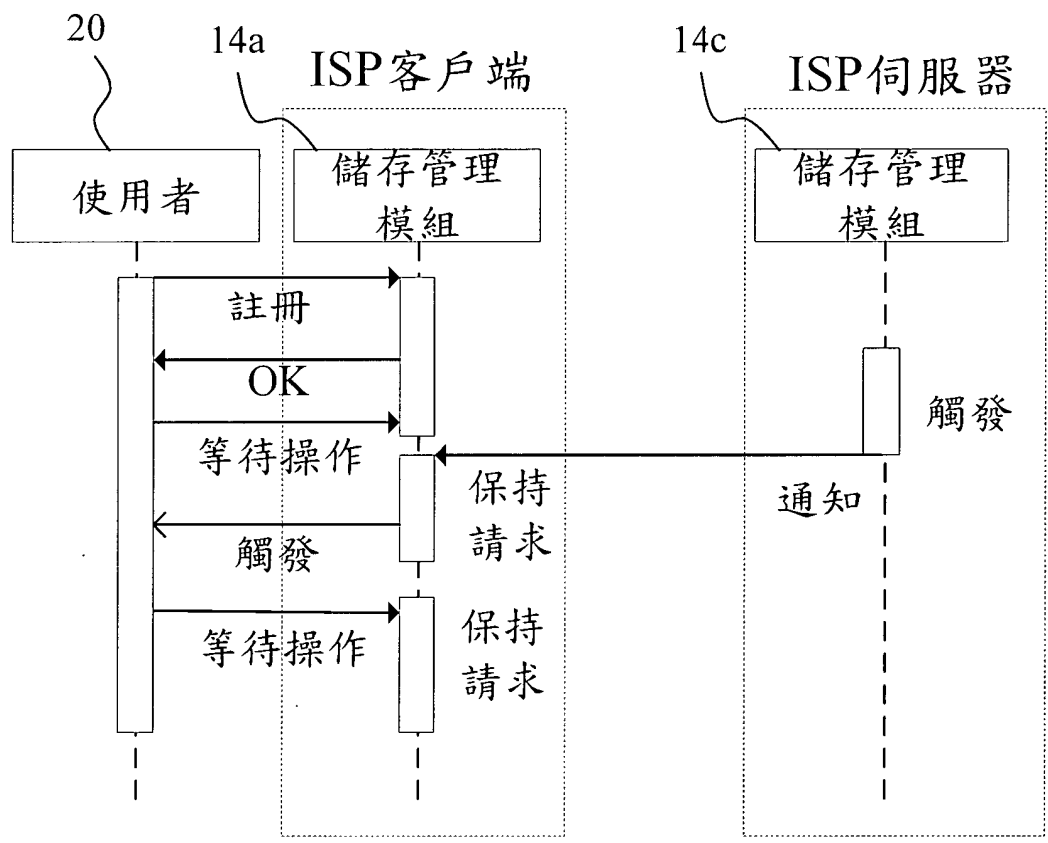 20
14a
14c
ISP客戶端
ISP伺服器
使用者
儲存管理
模組
儲存管理
模組
註冊
OK
等待操作
觸發
通知
保持
請求
觸發
等待操作
保持
請求